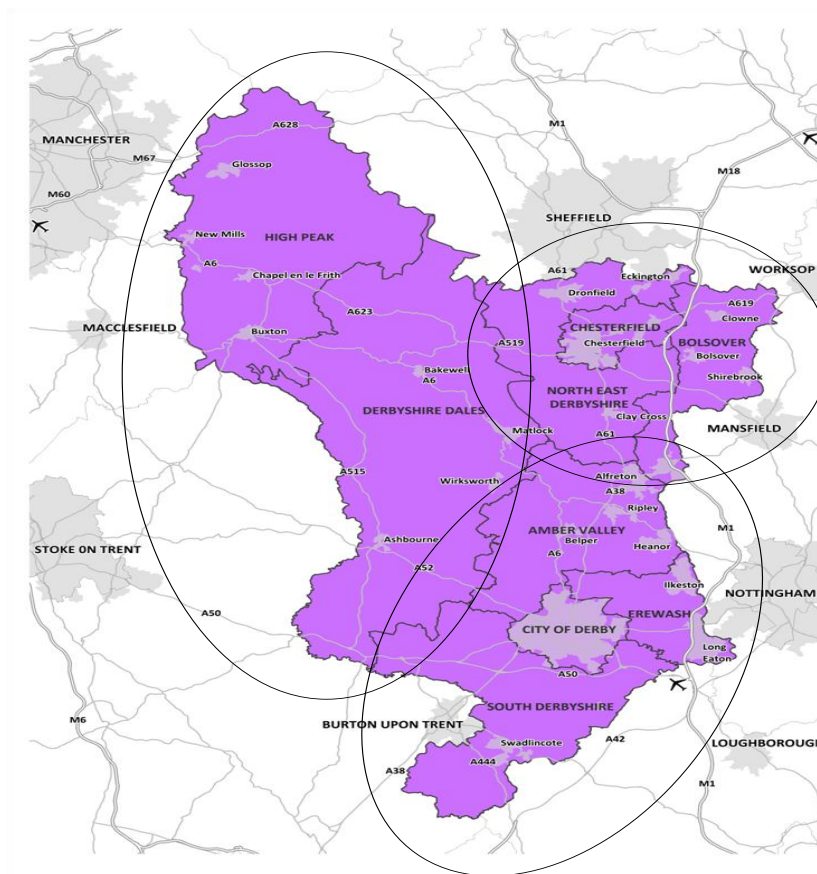 A628
M1
MANCHESTER
M67
Glossop
M18
M60
SHEFFIELD
New Mills
HIGH PEAK
A6
Chapel en le Frith
A61
Eckington
WORKSOP
Dronfield
A619
A623
Clowne
MACCLESFIELD
Buxton
CHESTERFIELD
A519
Chesterfield
BOLSOVER
Bolsover
Bakewell
A6
Shirebrook
NORTH EAST
DERBYSHIRE
DERBYSHIRE DALES
Clay Cross
MANSFIELD
Matlock
A61
A515
Wirksworth
Alfreton
A38
Ripley
AMBER VALLEY
M1
Ashbourne
Belper
Heanor
STOKE 0N TRENT
A6
A52
Ilkeston
NOTTINGHAM
A50
EREWASH
CITY OF DERBY
Long
Eaton
A50
SOUTH DERBYSHIRE
M6
BURTON UPON TRENT
A42
Swadlincote
LOUGHBOROUGH
A444
A38
M1